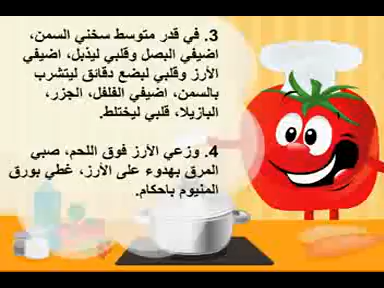 3. في قدر متوسط سخني السمن،
اضيفي البصل وقلبي ليذبل، اضيفي
الأرز وقلبي لبضع دقائق ليتشرب
بالسمن، اضيفي الفلفل، الجزر،
البازيلا، قلبي ليختلط.
4. وزعي الأرز فوق اللحم، صبي
المرق بهدوء على الأرز، غطي بورق
المنيوم باحكام.